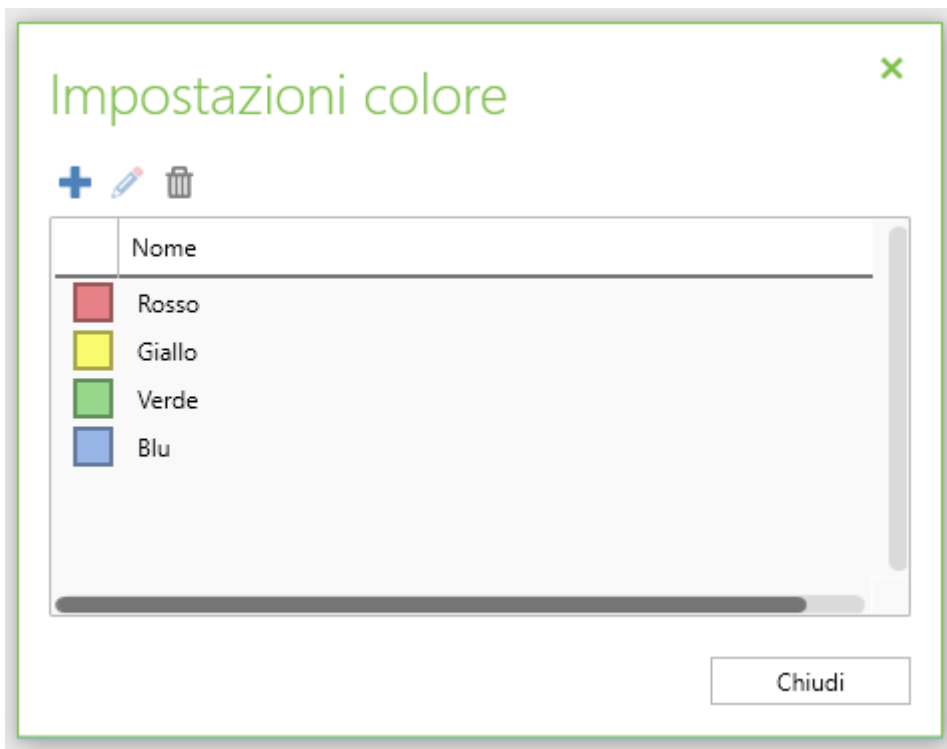 Impostazioni colore
Nome
Rosso
Giallo
Verde
Blu
Chiudi